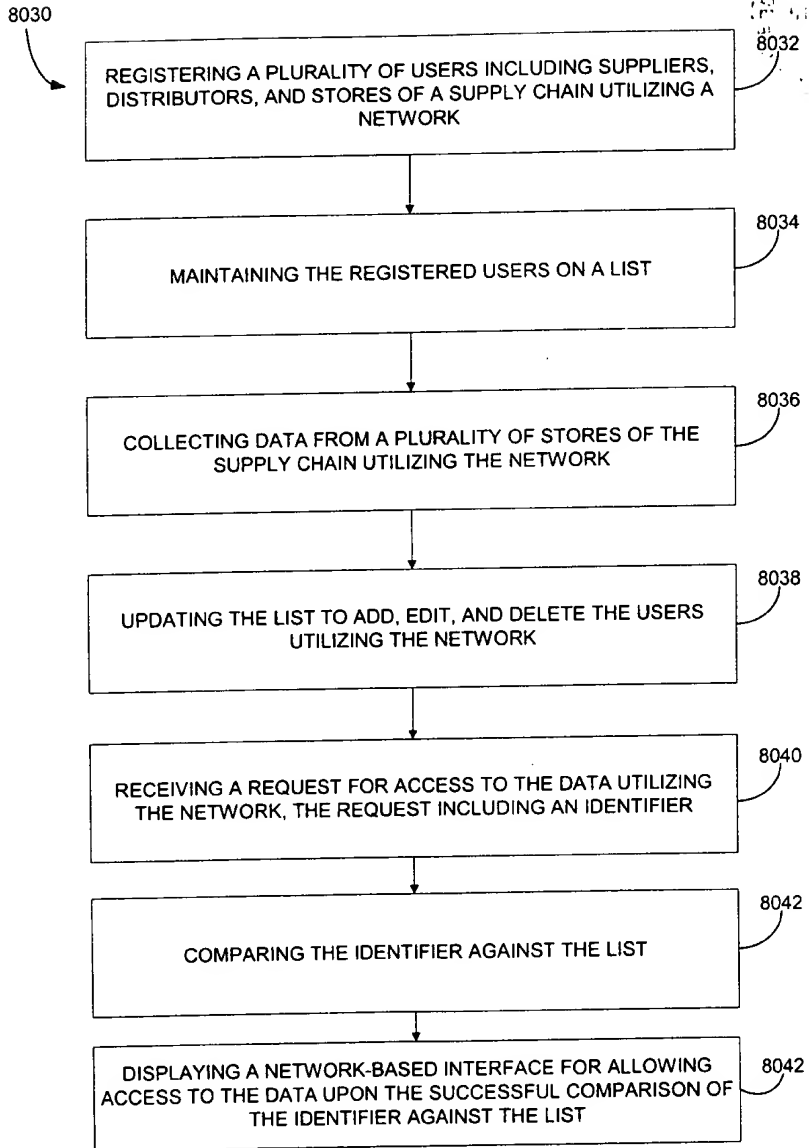 8030
8032
REGISTERING A PLURALITY OF USERS INCLUDING SUPPLIERS,
DISTRIBUTORS, AND STORES OF A SUPPLY CHAIN UTILIZING A
NETWORK
8034
MAINTAINING THE REGISTERED USERS ON A LIST
8036
COLLECTING DATA FROM A PLURALITY OF STORES OF THE
SUPPLY CHAIN UTILIZING THE NETWORK
8038
UPDATING THE LIST TO ADD, EDIT, AND DELETE THE USERS
UTILIZING THE NETWORK
8040
RECEIVING A REQUEST FOR ACCESS TO THE DATA UTILIZING
THE NETWORK, THE REQUEST INCLUDING AN IDENTIFIER
8042
COMPARING THE IDENTIFIER AGAINST THE LIST
8042
DISPLAYING A NETWORK-BASED INTERFACE FOR ALLOWING
ACCESS TO THE DATA UPON THE SUCCESSFUL COMPARISON OF
THE IDENTIFIER AGAINST THE LIST